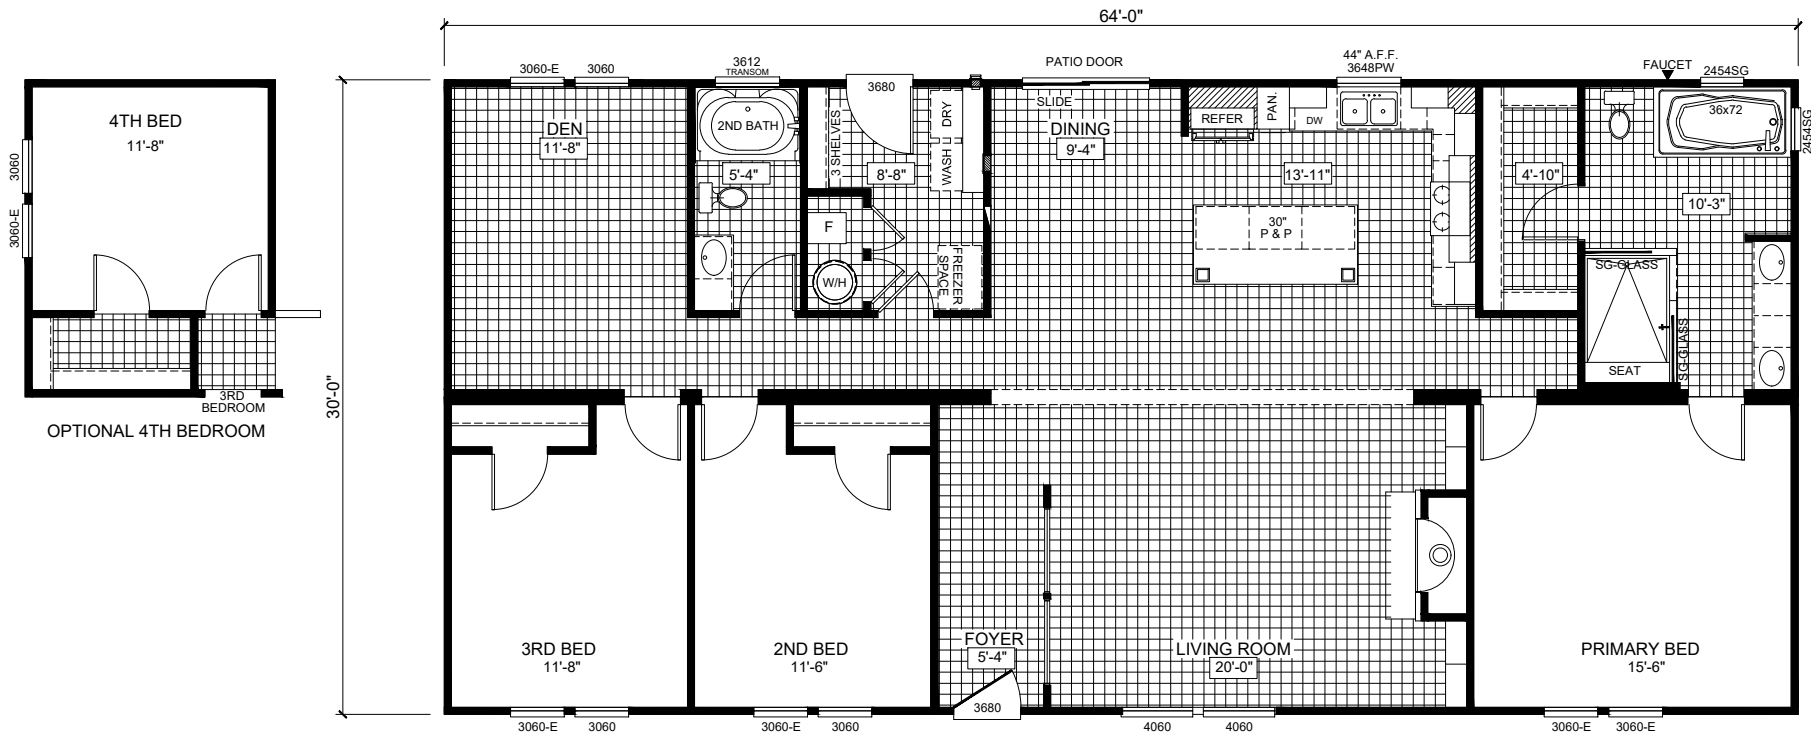 64'-0"
30'-0"
4TH BED
11'-8"
3060
3060-E
3RD
BEDROOM
OPTIONAL 4TH BEDROOM
3060-E
3060
3612
TRANSOM
3680
PATIO DOOR
SLIDE
44" A.F.F.
3648PW
FAUCET
2454SG
2454SG
DEN
11'-8"
2ND BATH
5'-4"
3 SHELVES
8'-8"
DRY
WASH
F
W/H
FREEZER
SPACE
DINING
9'-4"
REFER
PAN.
DW
13'-11"
30"
P & P
4'-10"
36x72
10'-3"
SG-GLASS
SG-GLASS
SEAT
3RD BED
11'-8"
2ND BED
11'-6"
FOYER
5'-4"
LIVING ROOM
20'-0"
PRIMARY BED
15'-6"
3060-E
3060
3060-E
3060
3680
4060
4060
3060-E
3060-E